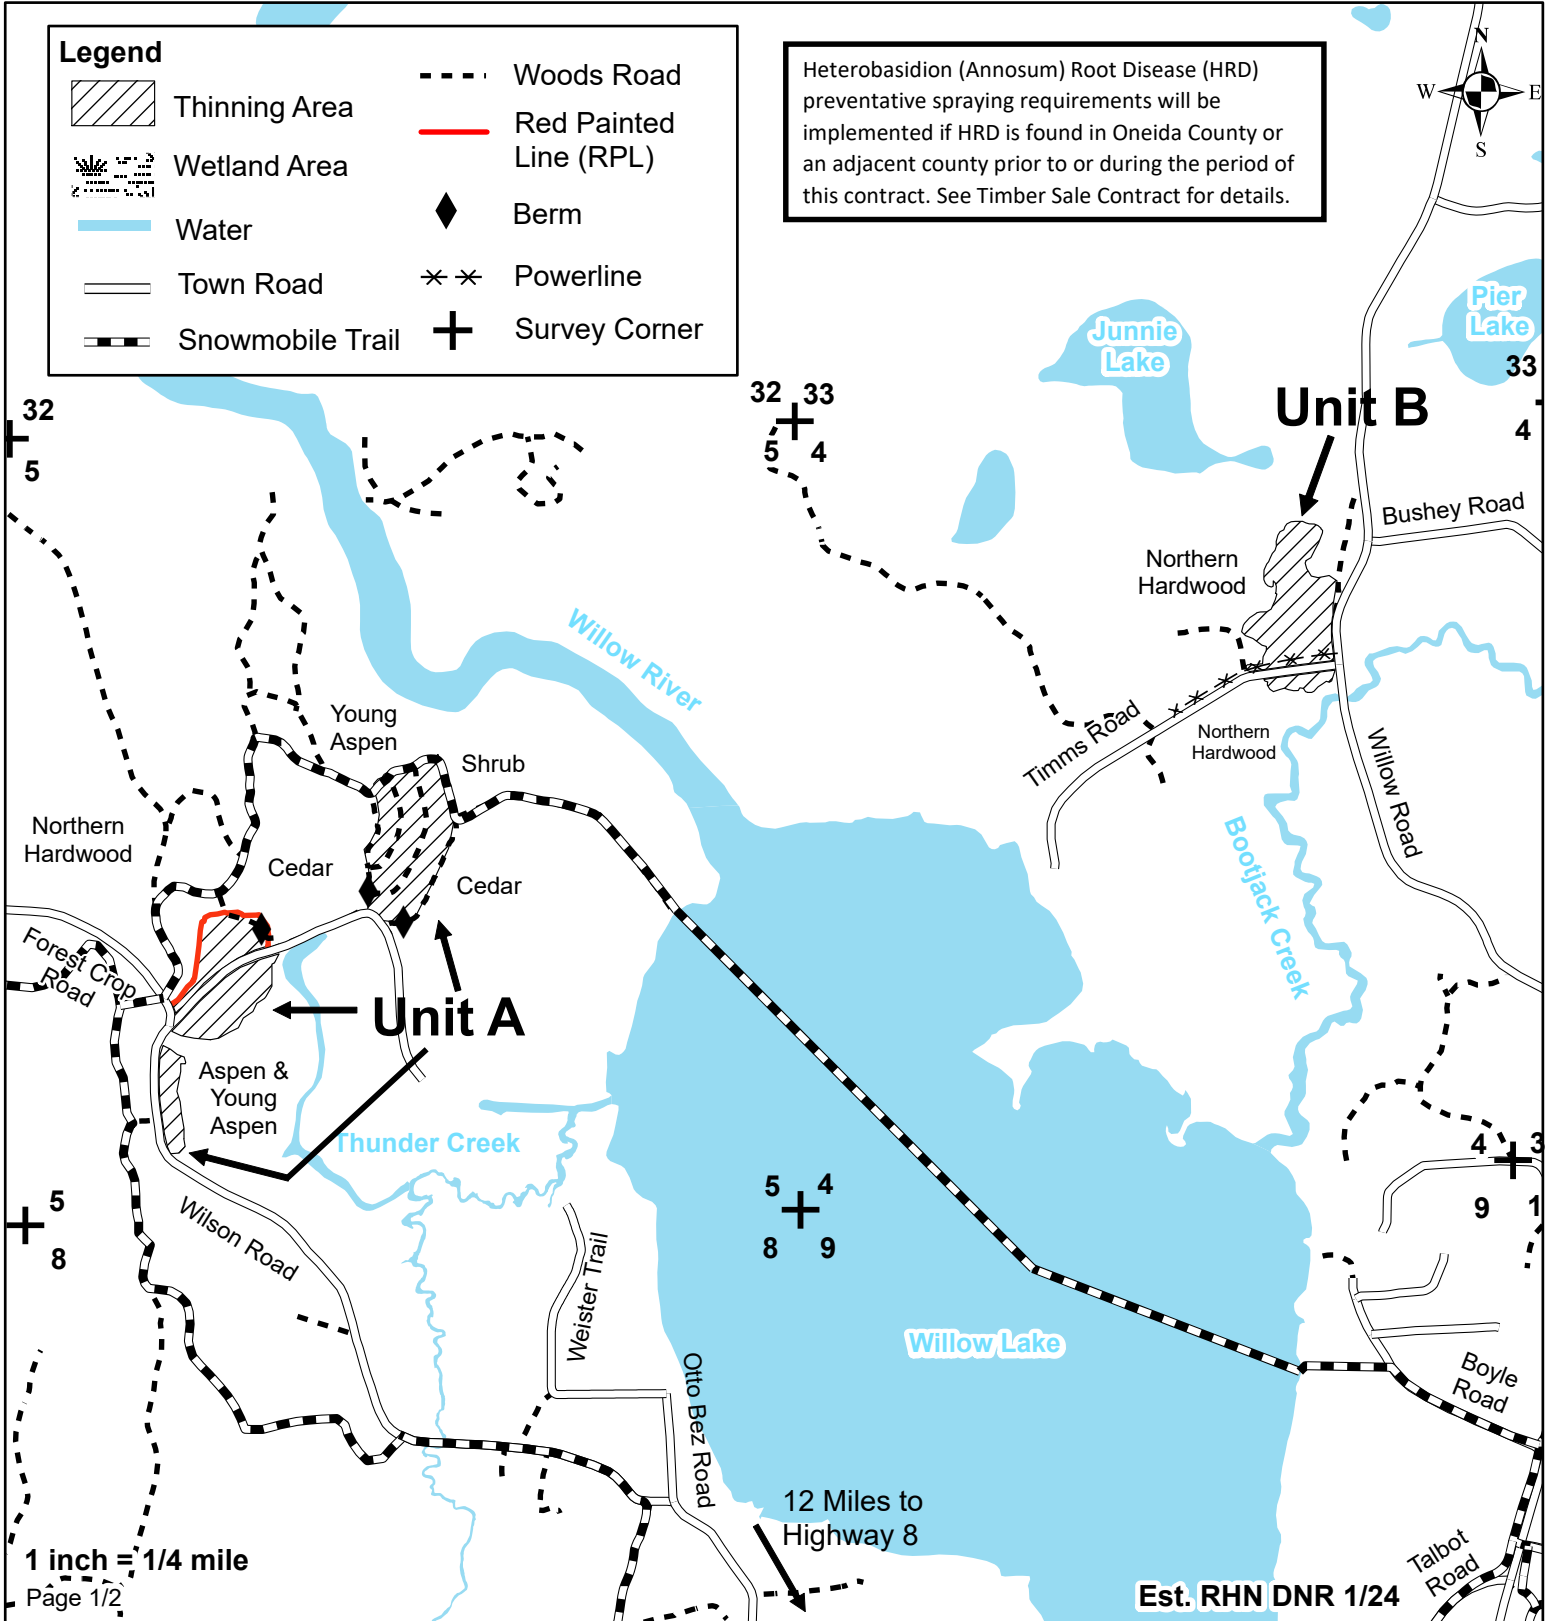 Legend
Thinning Area
Wetland Area
Water
Town Road
Snowmobile Trail
Woods Road
Red Painted
Line (RPL)
Berm
Powerline
Survey Corner
Heterobasidion (Annosum) Root Disease (HRD)
preventative spraying requirements will be
implemented if HRD is found in Oneida County or
an adjacent county prior to or during the period of
this contract. See Timber Sale Contract for details.
N
W
E
S
Pier
Lake
Junnie
Lake
33
4
32
5
32 33
5 4
Unit B
Bushey Road
Northern
Hardwood
Willow River
Timms Road
Northern
Hardwood
Willow Road
Young
Aspen
Shrub
Northern
Hardwood
Cedar
Cedar
Bootjack Creek
Forest Crop
Road
Unit A
Aspen &
Young
Aspen
Thunder Creek
4 3
9 1
5
8
5 4
8 9
Wilson Road
Weister Trail
Willow Lake
Otto Bez Road
Boyle
Road
12 Miles to
Highway 8
Talbot
Road
1 inch = 1/4 mile
Page 1/2
Est. RHN DNR 1/24